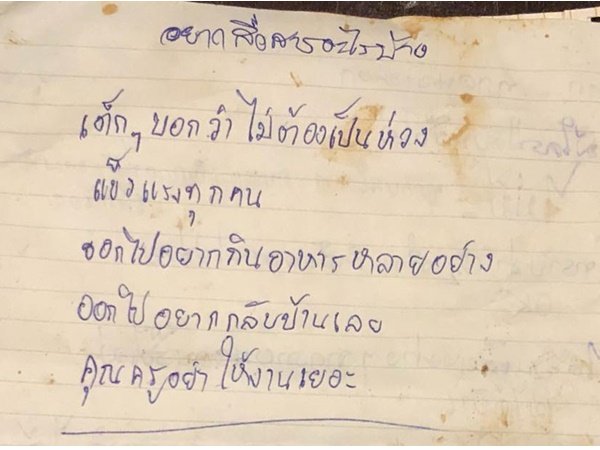 อยากสื่อสารอะไรบ้าง
เด็กๆ บอกว่า ไม่ต้องเป็นห่วง
แข็งแรงทุกคน
ออกไปอยากกินอาหารหลายอย่าง
ออกไปอยากกลับบ้านเลย
คุณครูอย่าให้งานเยอะ